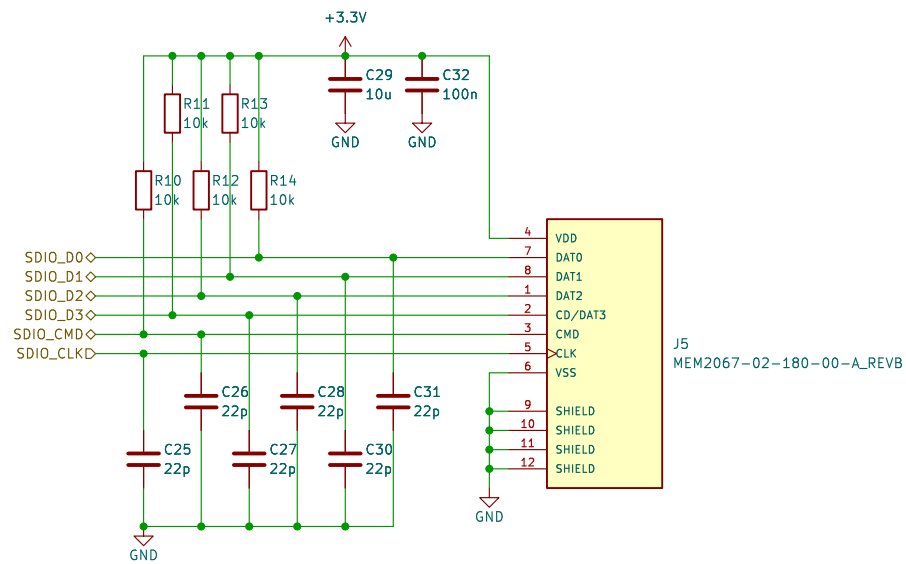 +3.3V
C29
10u
C32
100n
GND
GND
R11
10k
R13
10k
R10
10k
R12
10k
R14
10k
SDIO_D0
SDIO_D1
SDIO_D2
SDIO_D3
SDIO_CMD
SDIO_CLK
4 VDD
7 DAT0
8 DAT1
1 DAT2
2 CD/DAT3
3 CMD
5 CLK
6 VSS
9 SHIELD
10 SHIELD
11 SHIELD
12 SHIELD
J5
MEM2067-02-180-00-A_REVB
C26
22p
C28
22p
C31
22p
C25
22p
C27
22p
C30
22p
GND
GND